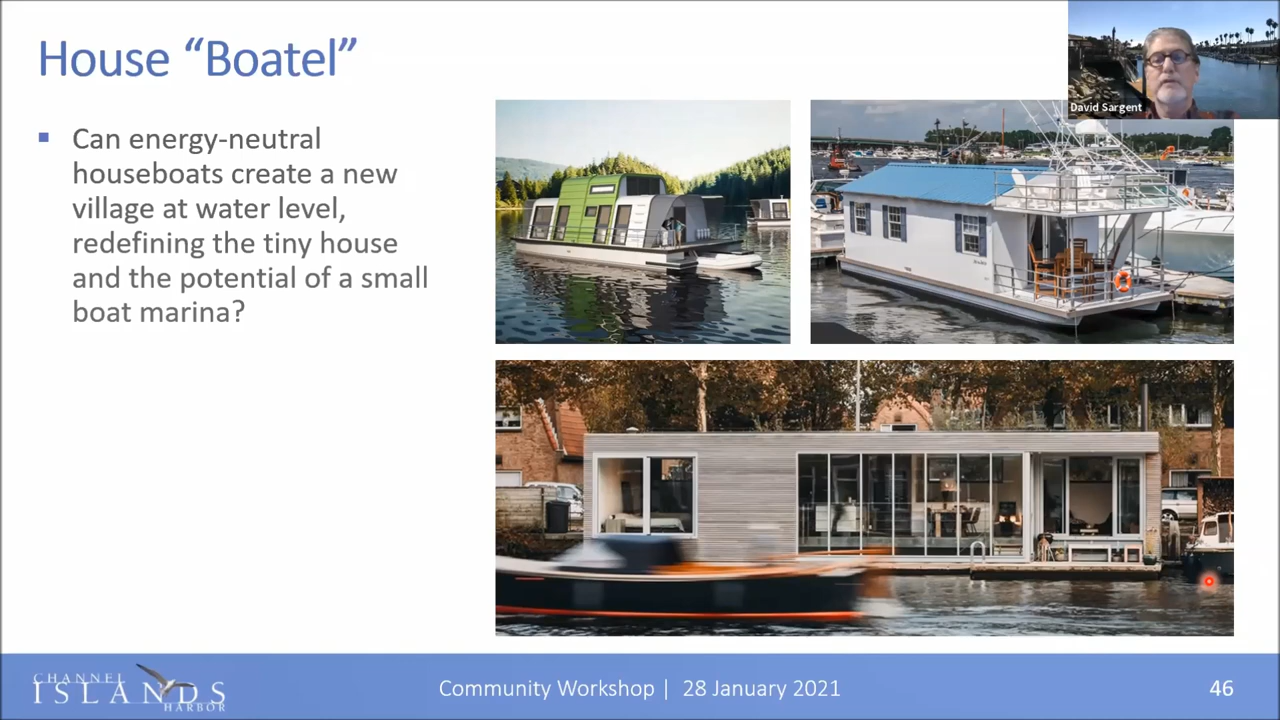 House “Boatel”
David Sargent
▪ Can energy-neutral
houseboats create a new
village at water level,
redefining the tiny house
and the potential of a small
boat marina?
CHANNEL
ISLANDS
HARBOR
Community Workshop | 28 January 2021
46